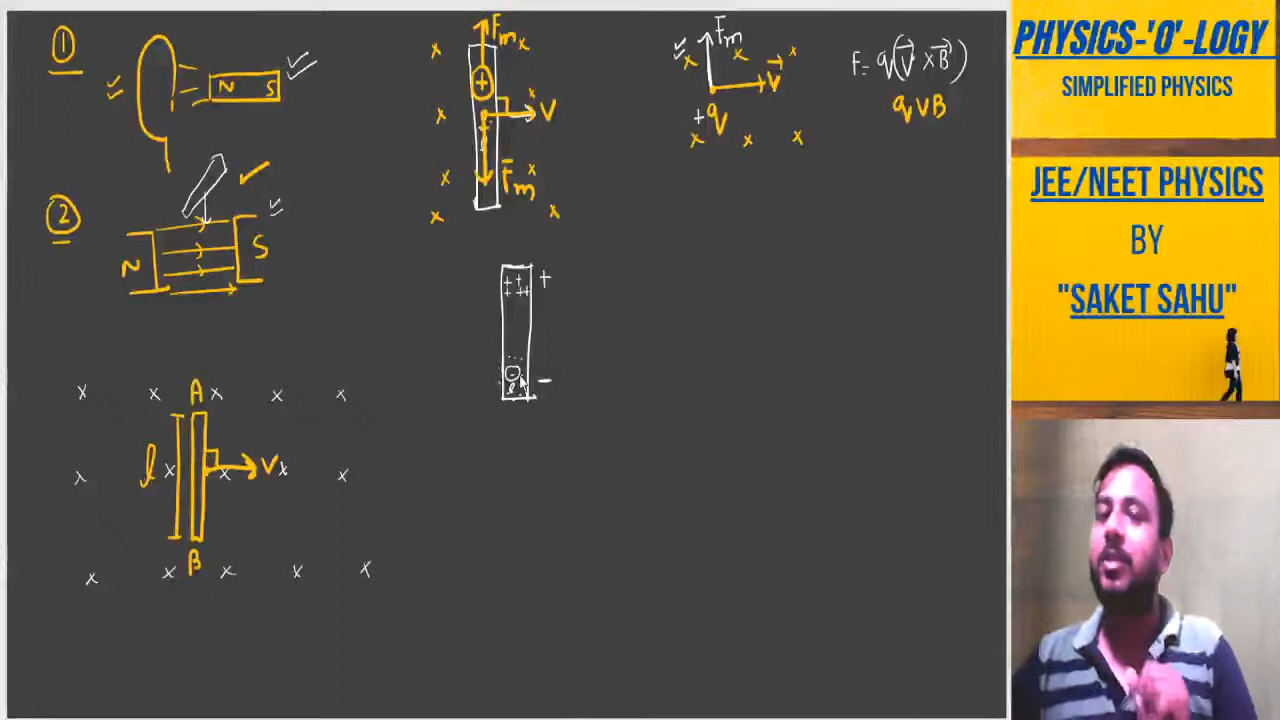 ①
N S
②
N
S
A
l
V
B
Fm
+
V
Fm
+
-
-
Fm
V
+q
F = q(V × B)
qVB
PHYSICS-'O'-LOGY
SIMPLIFIED PHYSICS
JEE/NEET PHYSICS
BY
"SAKET SAHU"